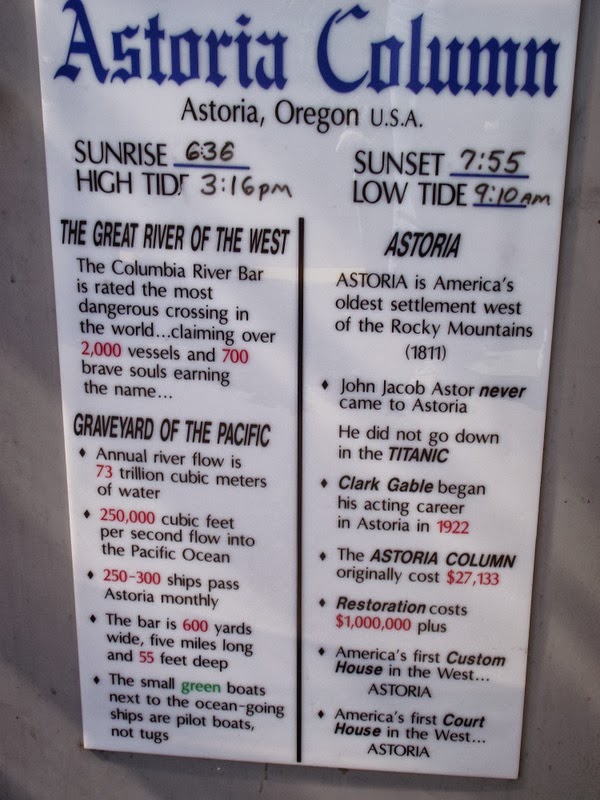 Astoria Column
Astoria, Oregon U.S.A.
SUNRISE 6:36
HIGH TIDE 3:16pm
SUNSET 7:55
LOW TIDE 9:10 AM
THE GREAT RIVER OF THE WEST
The Columbia River Bar
is rated the most
dangerous crossing in
the world...claiming over
2,000 vessels and 700
brave souls earning
the name...
GRAVEYARD OF THE PACIFIC
♦ Annual river flow is
73 trillion cubic meters
of water
♦ 250,000 cubic feet
per second flow into
the Pacific Ocean
♦ 250-300 ships pass
Astoria monthly
♦ The bar is 600 yards
wide, five miles long
and 55 feet deep
♦ The small green boats
next to the ocean-going
ships are pilot boats,
not tugs
ASTORIA
ASTORIA is America's
oldest settlement west
of the Rocky Mountains
(1811)
♦ John Jacob Astor never
came to Astoria
He did not go down
in the TITANIC
♦ Clark Gable began
his acting career
in Astoria in 1922
♦ The ASTORIA COLUMN
originally cost $27,133
♦ Restoration costs
$1,000,000 plus
♦ America's first Custom
House in the West...
ASTORIA
♦ America's first Court
House in the West...
ASTORIA